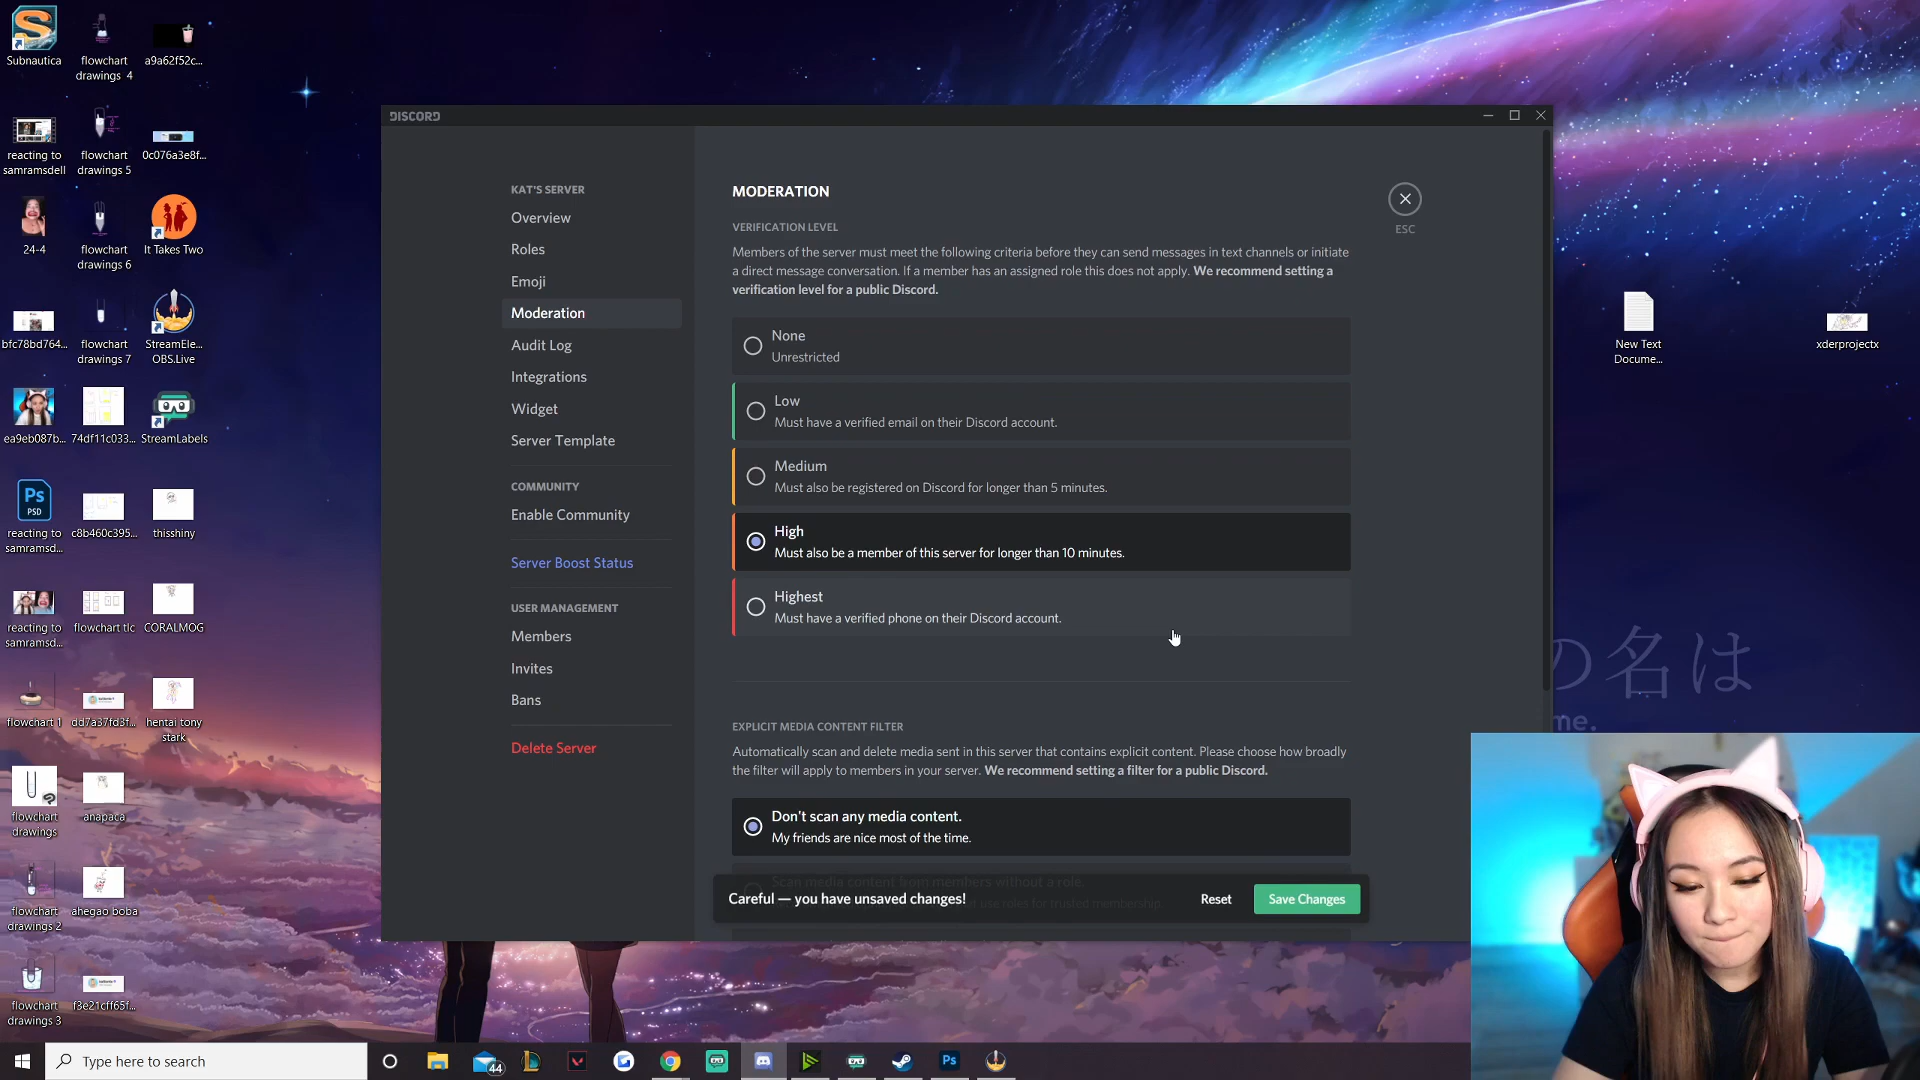 Subnautica
flowchart
drawings 4
a9a62f52c...
reacting to
samramsdell
flowchart
drawings 5
0c076a3e8f...
24-4
flowchart
drawings 6
It Takes Two
bfc78bd764...
flowchart
drawings 7
StreamEle...
OBS.Live
ea9eb087b...
74df11c033...
StreamLabels
Ps
PSD
reacting to
samramsd...
c8b460c395...
thisshiny
reacting to
samramsd...
flowchart tlc
CORALMOG
flowchart 1
dd7a37fd3f...
hentai tony
stark
flowchart
drawings
anapaca
flowchart
drawings 2
ahegao boba
flowchart
drawings 3
f3e21cff65f...
DISCORD
KAT'S SERVER
Overview
Roles
Emoji
Moderation
Audit Log
Integrations
Widget
Server Template
COMMUNITY
Enable Community
Server Boost Status
USER MANAGEMENT
Members
Invites
Bans
Delete Server
MODERATION
ESC
VERIFICATION LEVEL
Members of the server must meet the following criteria before they can send messages in text channels or initiate
a direct message conversation. If a member has an assigned role this does not apply. We recommend setting a
verification level for a public Discord.
None
Unrestricted
Low
Must have a verified email on their Discord account.
Medium
Must also be registered on Discord for longer than 5 minutes.
High
Must also be a member of this server for longer than 10 minutes.
Highest
Must have a verified phone on their Discord account.
EXPLICIT MEDIA CONTENT FILTER
Automatically scan and delete media sent in this server that contains explicit content. Please choose how broadly
the filter will apply to members in your server. We recommend setting a filter for a public Discord.
Don't scan any media content.
My friends are nice most of the time.
Scan media content from members without a role.
use roles for trusted membership
Careful — you have unsaved changes!
Reset
Save Changes
New Text
Docume...
xderprojectx
の名は
me.
Type here to search
44
Ps